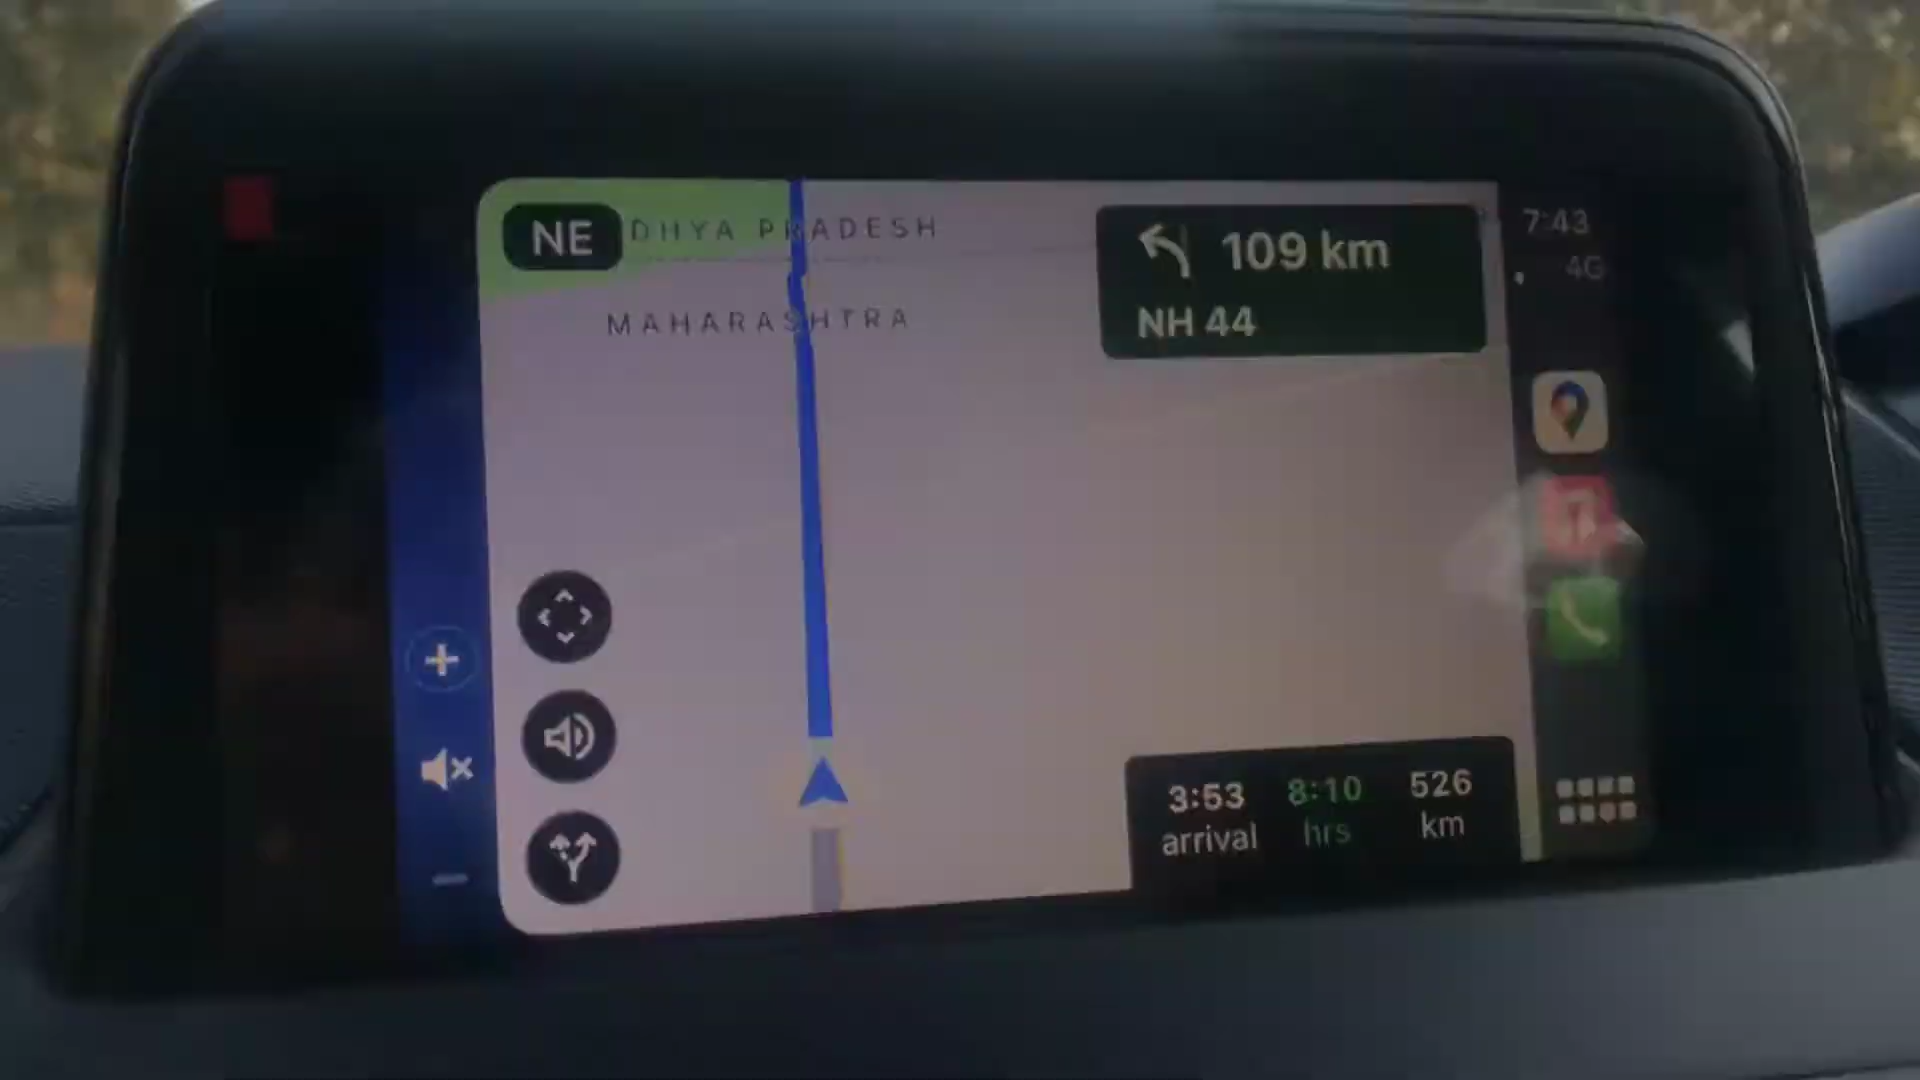 NE
DHYA PRADESH
MAHARASHTRA
109 km
NH 44
7:43
4G
3:53 8:10 526
arrival hrs km